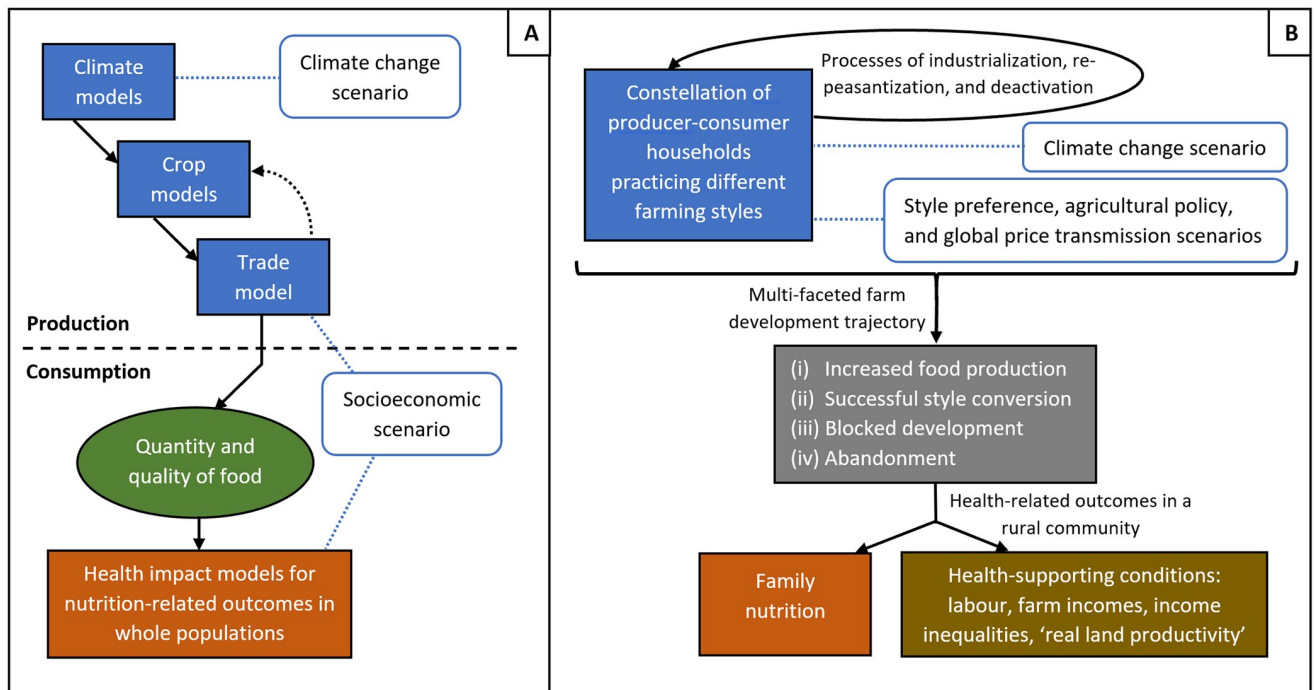 A
Climate
models
Climate change
scenario
Crop
models
Trade
model
Production
Consumption
Socioeconomic
scenario
Quantity and
quality of food
Health impact models for
nutrition-related outcomes in
whole populations
B
Processes of industrialization, re-
peasantization, and deactivation
Constellation of
producer-consumer
households
practicing different
farming styles
Climate change scenario
Style preference, agricultural policy,
and global price transmission scenarios
Multi-faceted farm
development trajectory
(i) Increased food production
(ii) Successful style conversion
(iii) Blocked development
(iv) Abandonment
Health-related outcomes in a
rural community
Family
nutrition
Health-supporting conditions:
labour, farm incomes, income
inequalities, ‘real land productivity’